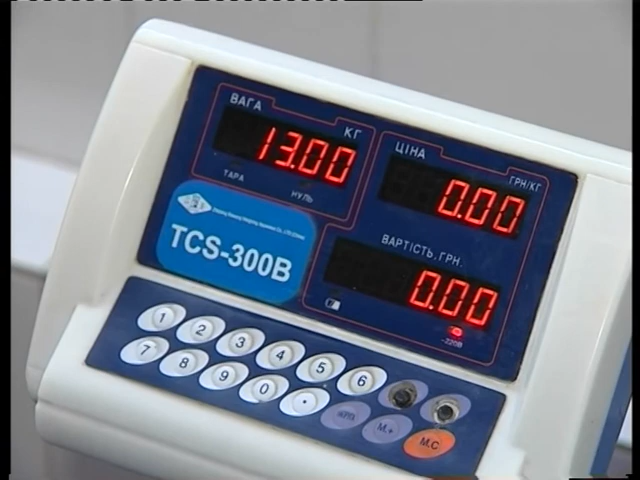 ВАГА
КГ
13.00
ТАРА
НУЛЬ
ЦІНА
ГРН/КГ
0.00
ВАРТІСТЬ, ГРН.
0.00
~220В
TCS-300B
1 2 3 4 5 6
7 8 9 0 •
M.+ M.C